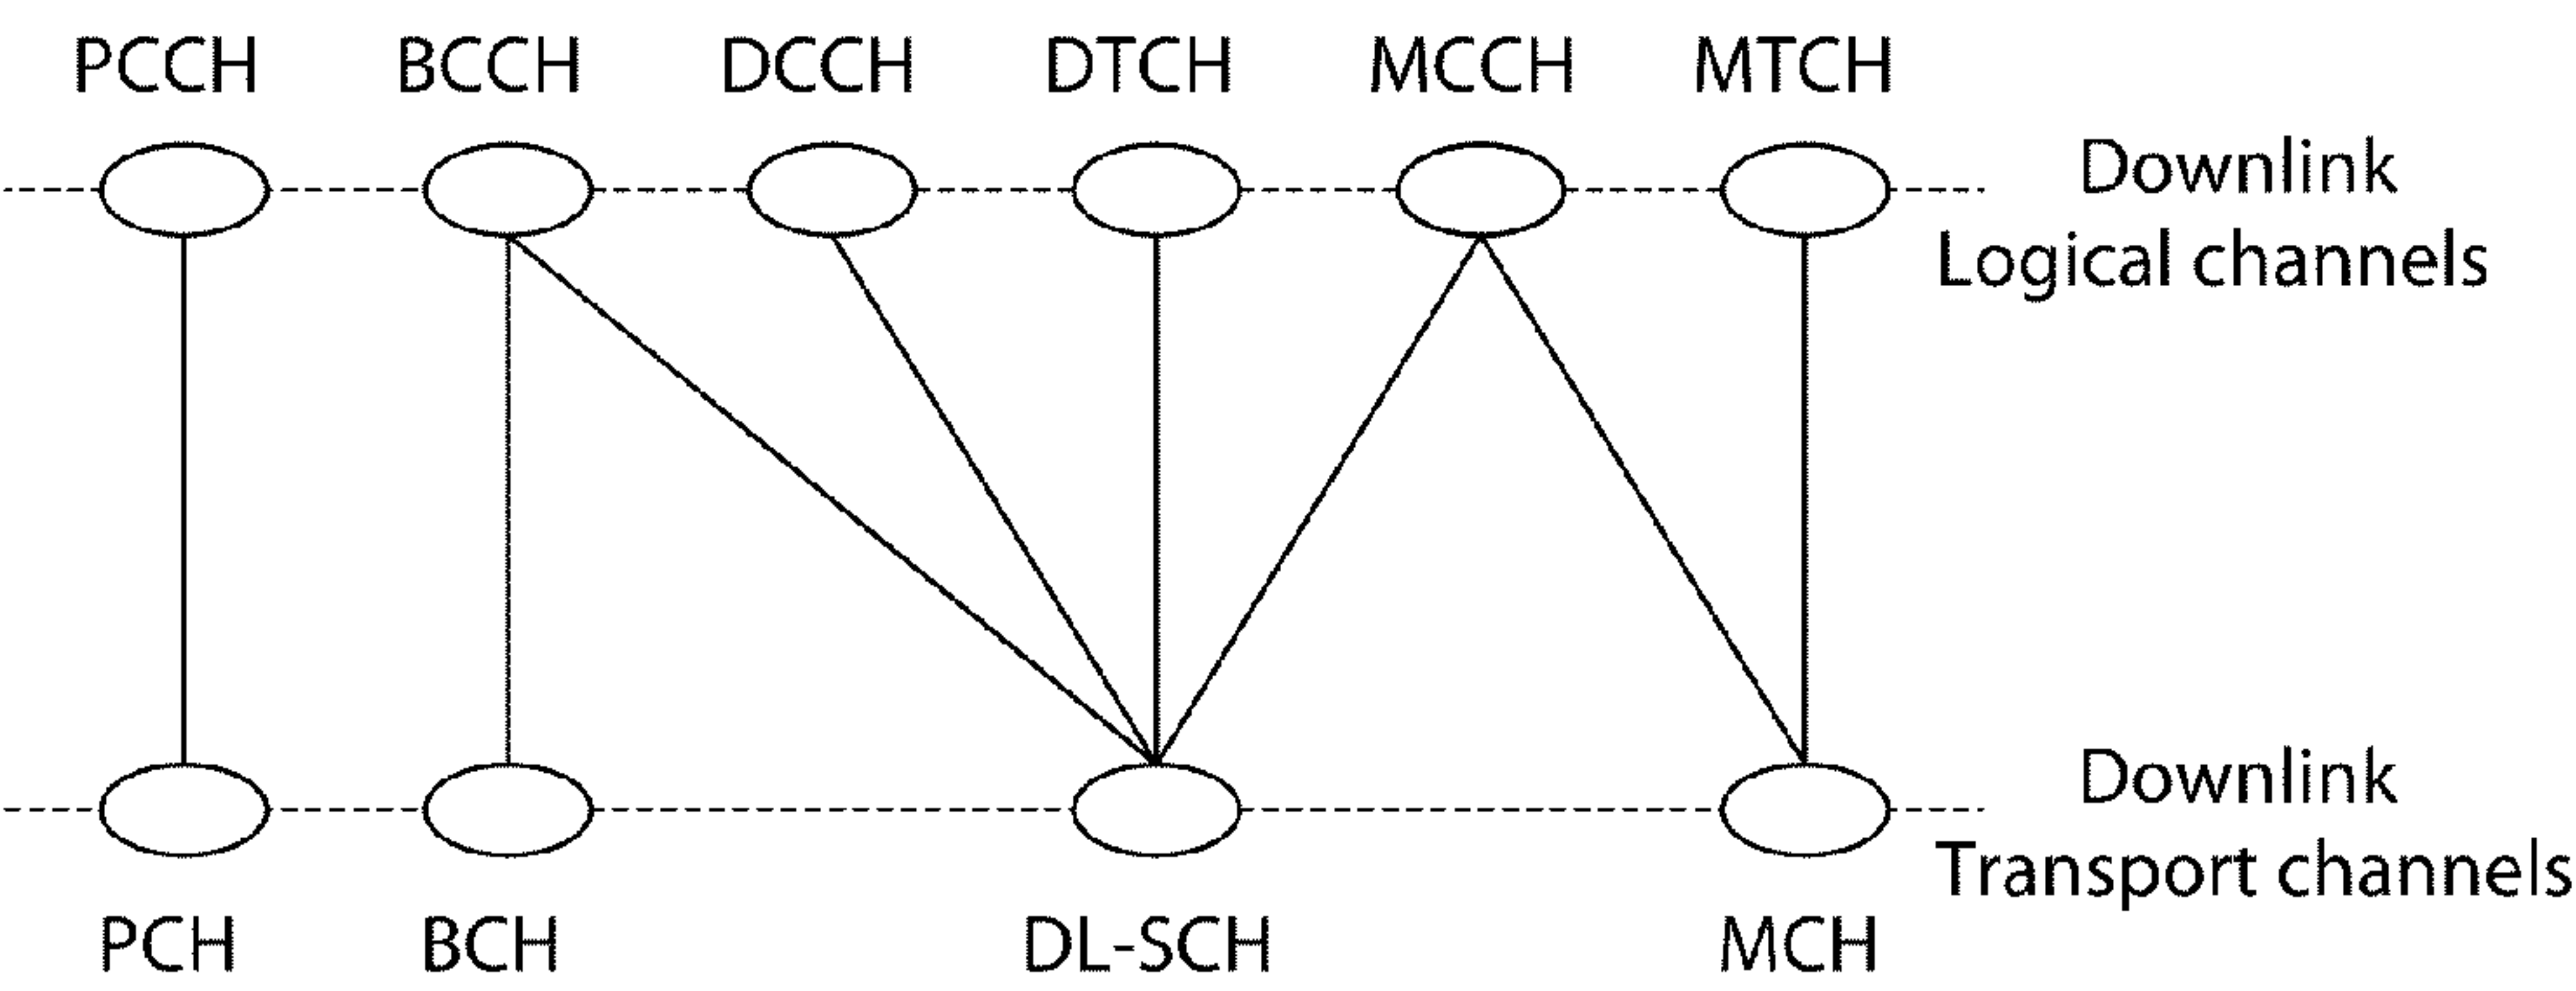 PCCH BCCH DCCH DTCH MCCH MTCH
Downlink
Logical channels
Downlink
Transport channels
PCH BCH DL-SCH MCH